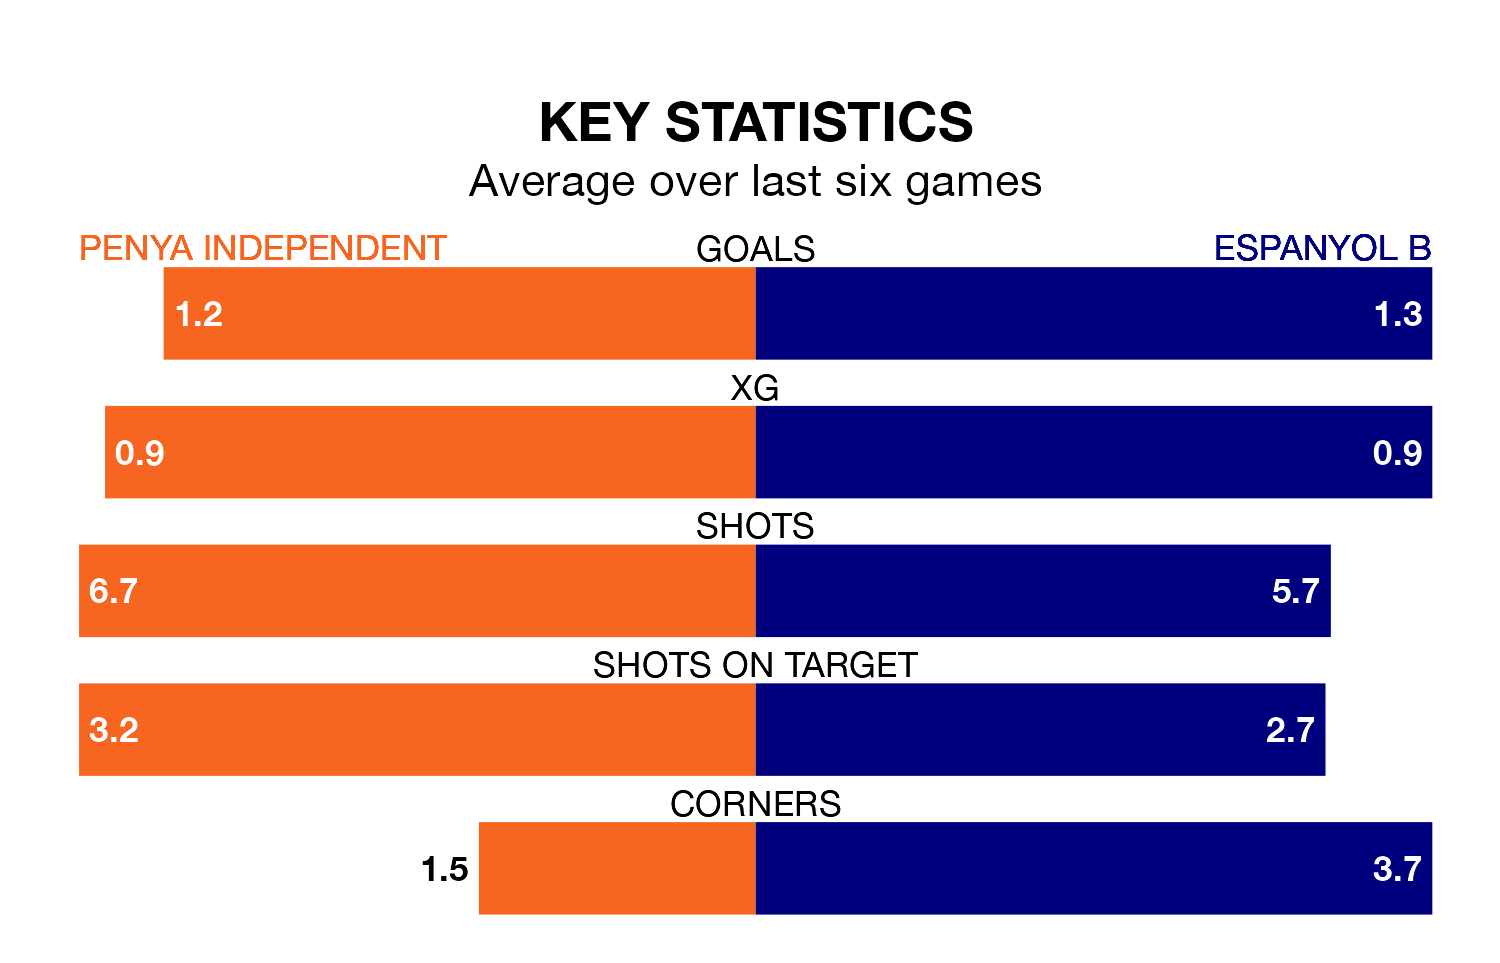 KEY STATISTICS
Average over last six games
PENYA INDEPENDENT GOALS ESPANYOL B
1.2 1.3
XG
0.9 0.9
SHOTS
6.7 5.7
SHOTS ON TARGET
3.2 2.7
CORNERS
1.5 3.7